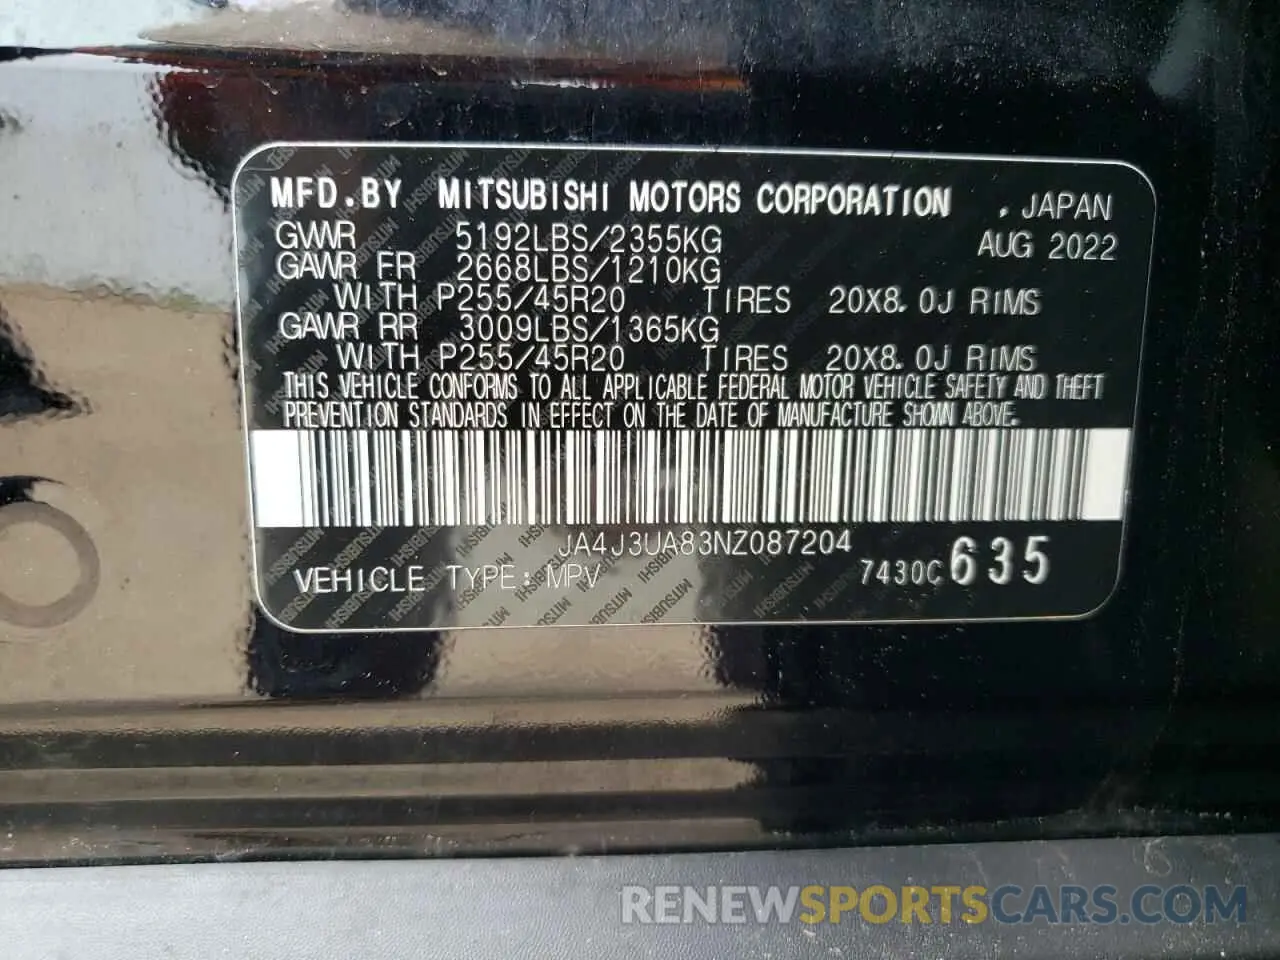 MFD.BY MITSUBISHI MOTORS CORPORATION , JAPAN
GVWR 5192LBS/2355KG AUG 2022
GAWR FR 2668LBS/1210KG
WITH P255/45R20 TIRES 20X8.0J RIMS
GAWR RR 3009LBS/1365KG
WITH P255/45R20 TIRES 20X8.0J RIMS
THIS VEHICLE CONFORMS TO ALL APPLICABLE FEDERAL MOTOR VEHICLE SAFETY AND THEFT
PREVENTION STANDARDS IN EFFECT ON THE DATE OF MANUFACTURE SHOWN ABOVE.
JA4J3UA83NZ087204
VEHICLE TYPE: MPV 7430C 635
RENEWSPORTSCARS.COM